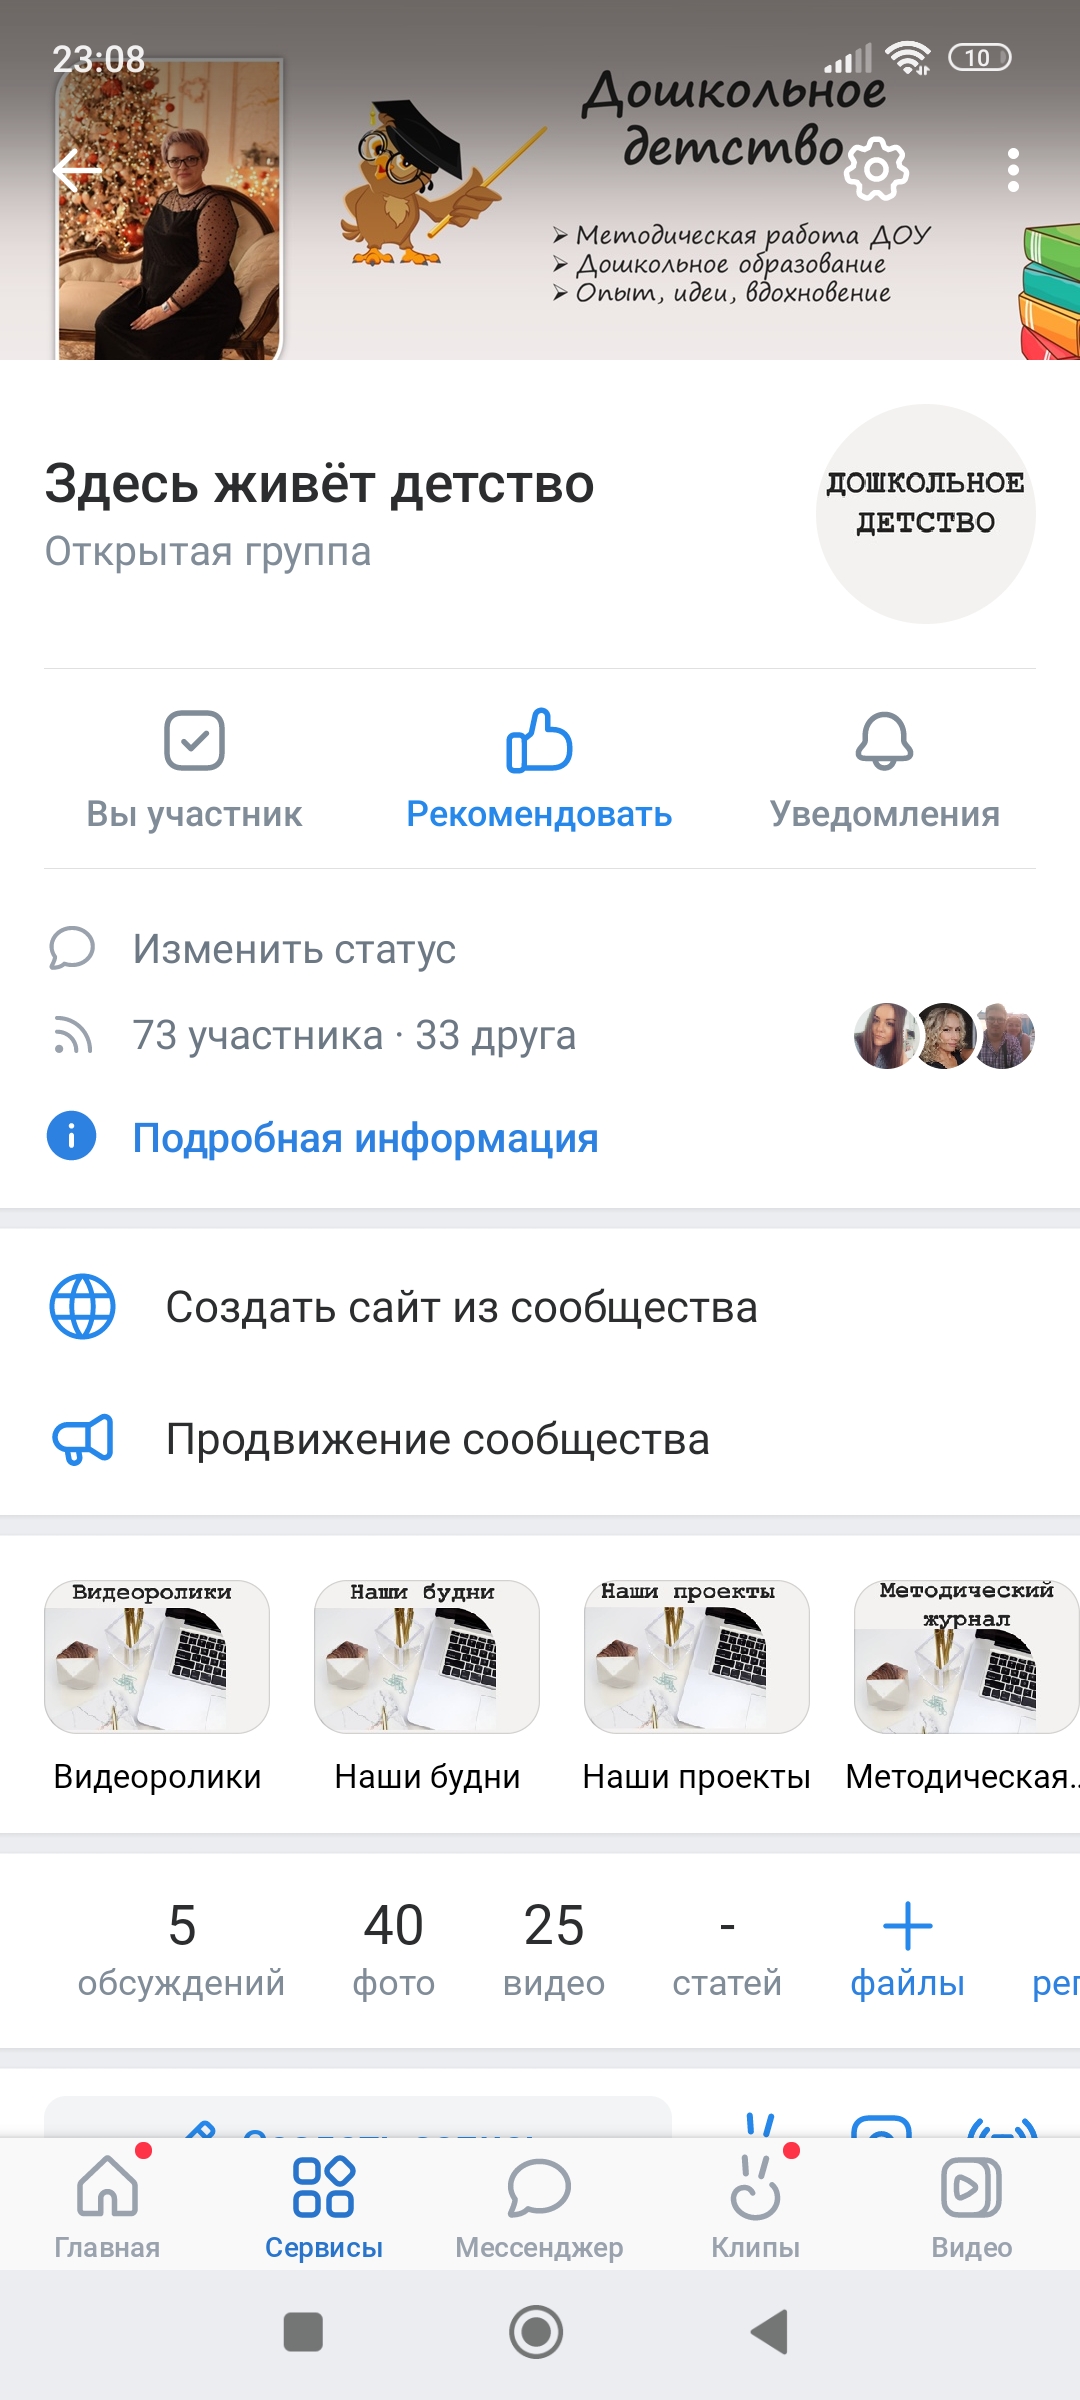 23:08
10
Дошкольное
детство
➢ Методическая работа ДОУ
➢ Дошкольное образование
➢ Опыт, идеи, вдохновение
Здесь живёт детство
Открытая группа
ДОШКОЛЬНОЕ
ДЕТСТВО
Вы участник
Рекомендовать
Уведомления
Изменить статус
73 участника · 33 друга
Подробная информация
Создать сайт из сообщества
Продвижение сообщества
Видеоролики
Наши будни
Наши проекты
Методический
журнал
Видеоролики
Наши будни
Наши проекты
Методическая...
5
40
25
-
обсуждений
фото
видео
статей
файлы
Главная
Сервисы
Мессенджер
Клипы
Видео